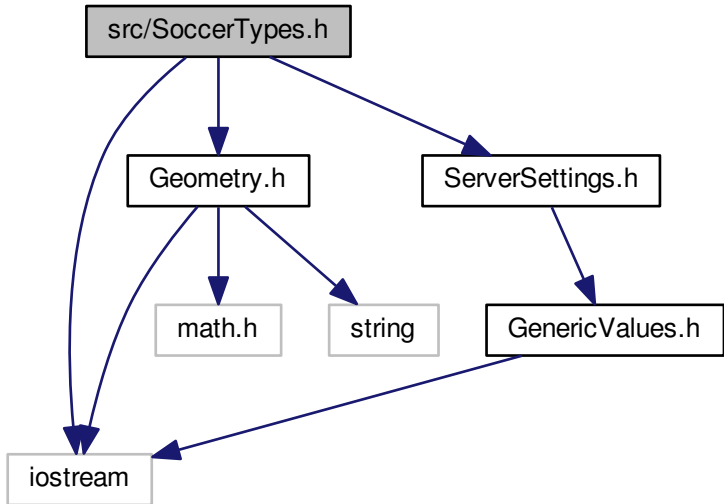 src/SoccerTypes.h
Geometry.h
ServerSettings.h
math.h
string
GenericValues.h
iostream